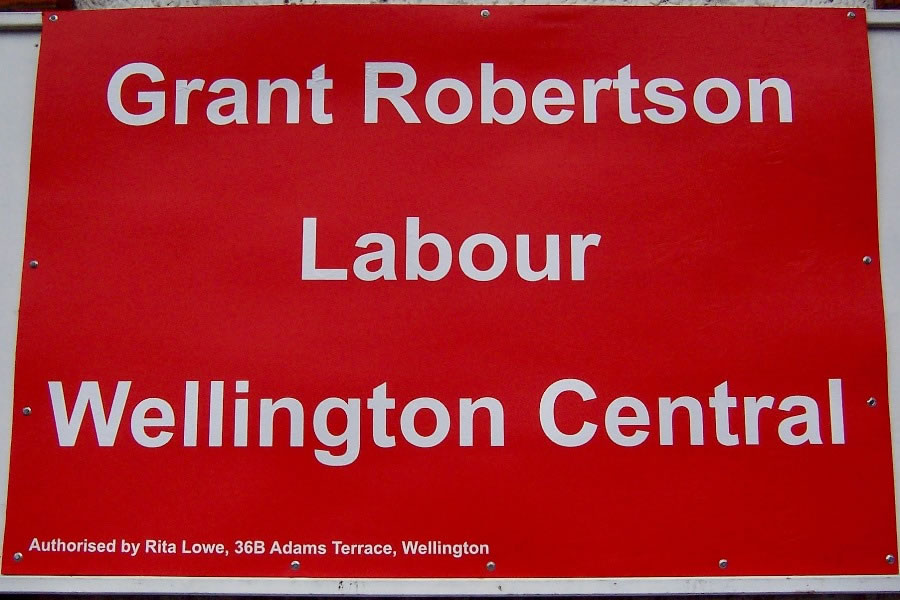 Grant Robertson
Labour
Wellington Central
Authorised by Rita Lowe, 36B Adams Terrace, Wellington